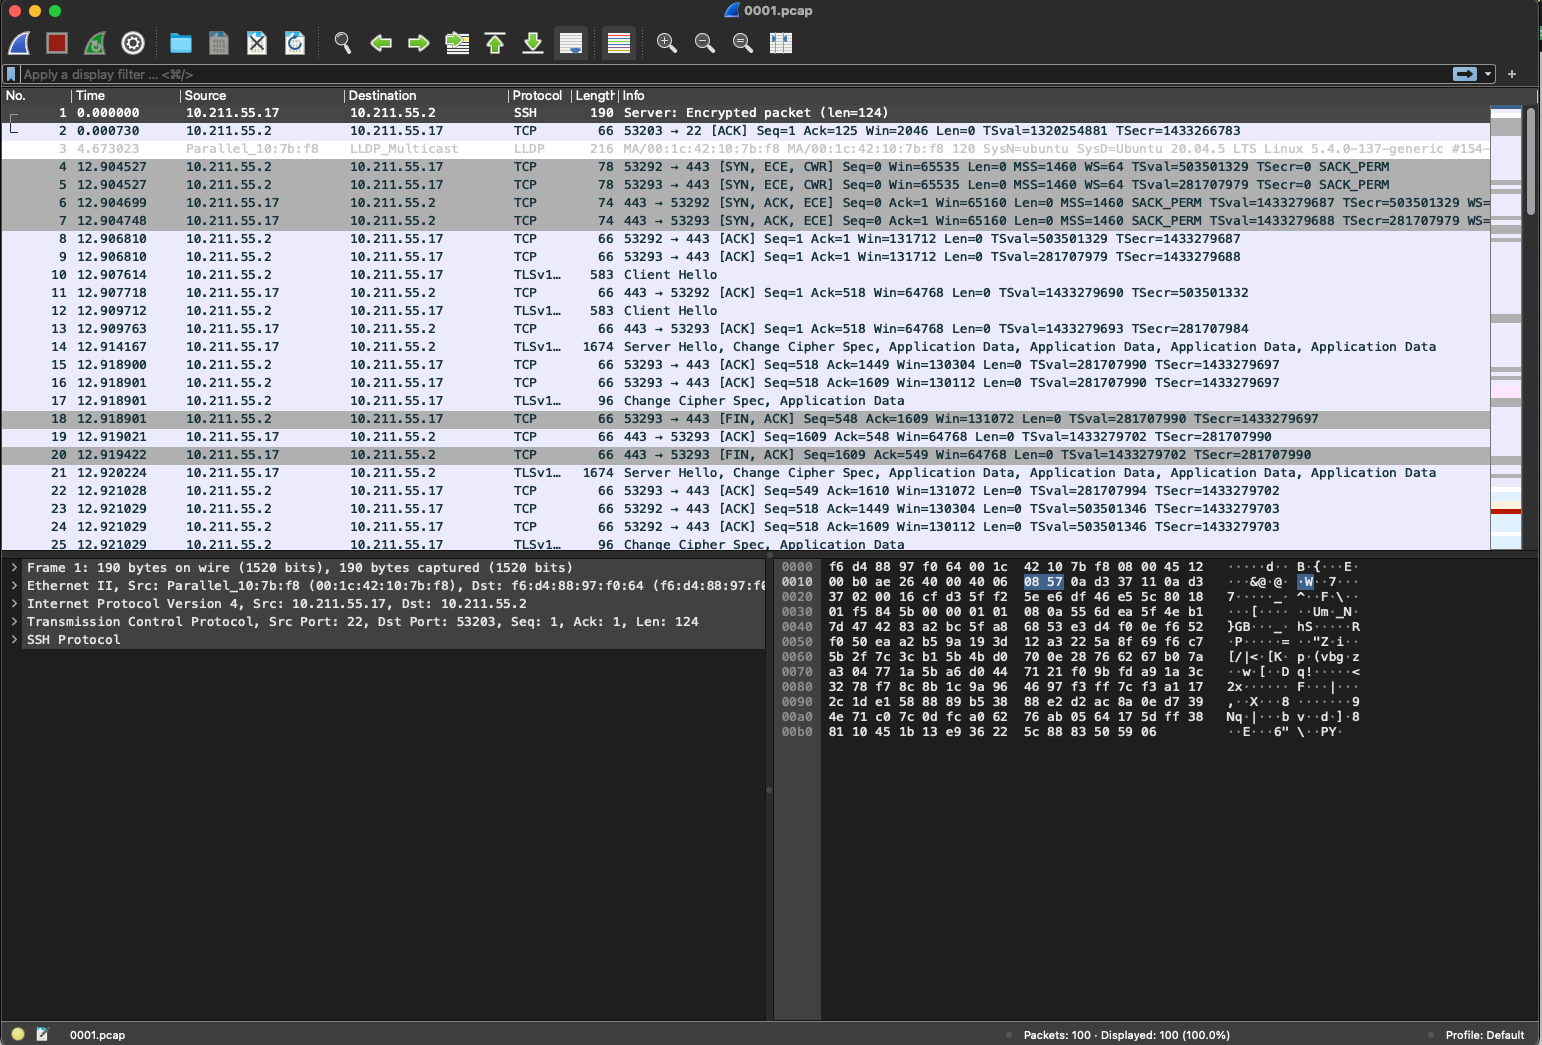 0001.pcap
Apply a display filter ... <⌘/>
No. Time Source Destination Protocol Length Info
1 0.000000 10.211.55.17 10.211.55.2 SSH 190 Server: Encrypted packet (len=124)
2 0.000730 10.211.55.2 10.211.55.17 TCP 66 53203 → 22 [ACK] Seq=1 Ack=125 Win=2046 Len=0 TSval=1320254881 TSecr=1433266783
3 4.673023 Parallel_10:7b:f8 LLDP_Multicast LLDP 216 MA/00:1c:42:10:7b:f8 MA/00:1c:42:10:7b:f8 120 SysN=ubuntu SysD=Ubuntu 20.04.5 LTS Linux 5.4.0-137-generic #154-
4 12.904527 10.211.55.2 10.211.55.17 TCP 78 53292 → 443 [SYN, ECE, CWR] Seq=0 Win=65535 Len=0 MSS=1460 WS=64 TSval=503501329 TSecr=0 SACK_PERM
5 12.904527 10.211.55.2 10.211.55.17 TCP 78 53293 → 443 [SYN, ECE, CWR] Seq=0 Win=65535 Len=0 MSS=1460 WS=64 TSval=281707979 TSecr=0 SACK_PERM
6 12.904699 10.211.55.17 10.211.55.2 TCP 74 443 → 53292 [SYN, ACK, ECE] Seq=0 Ack=1 Win=65160 Len=0 MSS=1460 SACK_PERM TSval=1433279687 TSecr=503501329 WS=
7 12.904748 10.211.55.17 10.211.55.2 TCP 74 443 → 53293 [SYN, ACK, ECE] Seq=0 Ack=1 Win=65160 Len=0 MSS=1460 SACK_PERM TSval=1433279688 TSecr=281707979 WS=
8 12.906810 10.211.55.2 10.211.55.17 TCP 66 53292 → 443 [ACK] Seq=1 Ack=1 Win=131712 Len=0 TSval=503501329 TSecr=1433279687
9 12.906810 10.211.55.2 10.211.55.17 TCP 66 53293 → 443 [ACK] Seq=1 Ack=1 Win=131712 Len=0 TSval=281707979 TSecr=1433279688
10 12.907614 10.211.55.2 10.211.55.17 TLSv1… 583 Client Hello
11 12.907718 10.211.55.17 10.211.55.2 TCP 66 443 → 53292 [ACK] Seq=1 Ack=518 Win=64768 Len=0 TSval=1433279690 TSecr=503501332
12 12.909712 10.211.55.2 10.211.55.17 TLSv1… 583 Client Hello
13 12.909763 10.211.55.17 10.211.55.2 TCP 66 443 → 53293 [ACK] Seq=1 Ack=518 Win=64768 Len=0 TSval=1433279693 TSecr=281707984
14 12.914167 10.211.55.17 10.211.55.2 TLSv1… 1674 Server Hello, Change Cipher Spec, Application Data, Application Data, Application Data, Application Data
15 12.918900 10.211.55.2 10.211.55.17 TCP 66 53293 → 443 [ACK] Seq=518 Ack=1449 Win=130304 Len=0 TSval=281707990 TSecr=1433279697
16 12.918901 10.211.55.2 10.211.55.17 TCP 66 53293 → 443 [ACK] Seq=518 Ack=1609 Win=130112 Len=0 TSval=281707990 TSecr=1433279697
17 12.918901 10.211.55.2 10.211.55.17 TLSv1… 96 Change Cipher Spec, Application Data
18 12.918901 10.211.55.2 10.211.55.17 TCP 66 53293 → 443 [FIN, ACK] Seq=548 Ack=1609 Win=131072 Len=0 TSval=281707990 TSecr=1433279697
19 12.919021 10.211.55.17 10.211.55.2 TCP 66 443 → 53293 [ACK] Seq=1609 Ack=548 Win=64768 Len=0 TSval=1433279702 TSecr=281707990
20 12.919422 10.211.55.17 10.211.55.2 TCP 66 443 → 53293 [FIN, ACK] Seq=1609 Ack=549 Win=64768 Len=0 TSval=1433279702 TSecr=281707990
21 12.920224 10.211.55.17 10.211.55.2 TLSv1… 1674 Server Hello, Change Cipher Spec, Application Data, Application Data, Application Data, Application Data
22 12.921028 10.211.55.2 10.211.55.17 TCP 66 53293 → 443 [ACK] Seq=549 Ack=1610 Win=131072 Len=0 TSval=281707994 TSecr=1433279702
23 12.921029 10.211.55.2 10.211.55.17 TCP 66 53292 → 443 [ACK] Seq=518 Ack=1449 Win=130304 Len=0 TSval=503501346 TSecr=1433279703
24 12.921029 10.211.55.2 10.211.55.17 TCP 66 53292 → 443 [ACK] Seq=518 Ack=1609 Win=130112 Len=0 TSval=503501346 TSecr=1433279703
25 12.921029 10.211.55.2 10.211.55.17 TLSv1… 96 Change Cipher Spec, Application Data
Frame 1: 190 bytes on wire (1520 bits), 190 bytes captured (1520 bits)
Ethernet II, Src: Parallel_10:7b:f8 (00:1c:42:10:7b:f8), Dst: f6:d4:88:97:f0:64 (f6:d4:88:97:f0
Internet Protocol Version 4, Src: 10.211.55.17, Dst: 10.211.55.2
Transmission Control Protocol, Src Port: 22, Dst Port: 53203, Seq: 1, Ack: 1, Len: 124
SSH Protocol
0000 f6 d4 88 97 f0 64 00 1c 42 10 7b f8 08 00 45 12 ·····d·· B·{···E·
0010 00 b0 ae 26 40 00 40 06 08 57 0a d3 37 11 0a d3 ···&@·@· ·W··7···
0020 37 02 00 16 cf d3 5f f2 5e e6 df 46 e5 5c 80 18 7·····_· ^··F·\··
0030 01 f5 84 5b 00 00 01 01 08 0a 55 6d ea 5f 4e b1 ···[···· ··Um·_N·
0040 7d 47 42 83 a2 bc 5f a8 68 53 e3 d4 f0 0e f6 52 }GB···_· hS·····R
0050 f0 50 ea a2 b5 9a 19 3d 12 a3 22 5a 8f 69 f6 c7 ·P·····= ··"Z·i··
0060 5b 2f 7c 3c b1 5b 4b d0 70 0e 28 76 62 67 b0 7a [/|<·[K· p·(vbg·z
0070 a3 04 77 1a 5b a6 d0 44 71 21 f0 9b fd a9 1a 3c ··w·[··D q!·····<
0080 32 78 f7 8c 8b 1c 9a 96 46 97 f3 ff 7c f3 a1 17 2x······ F···|···
0090 2c 1d e1 58 88 89 b5 38 88 e2 d2 ac 8a 0e d7 39 ,··X···8 ·······9
00a0 4e 71 c0 7c 0d fc a0 62 76 ab 05 64 17 5d ff 38 Nq·|···b v··d·]·8
00b0 81 10 45 1b 13 e9 36 22 5c 88 83 50 59 06 ··E···6" \··PY·
0001.pcap
Packets: 100 · Displayed: 100 (100.0%)
Profile: Default